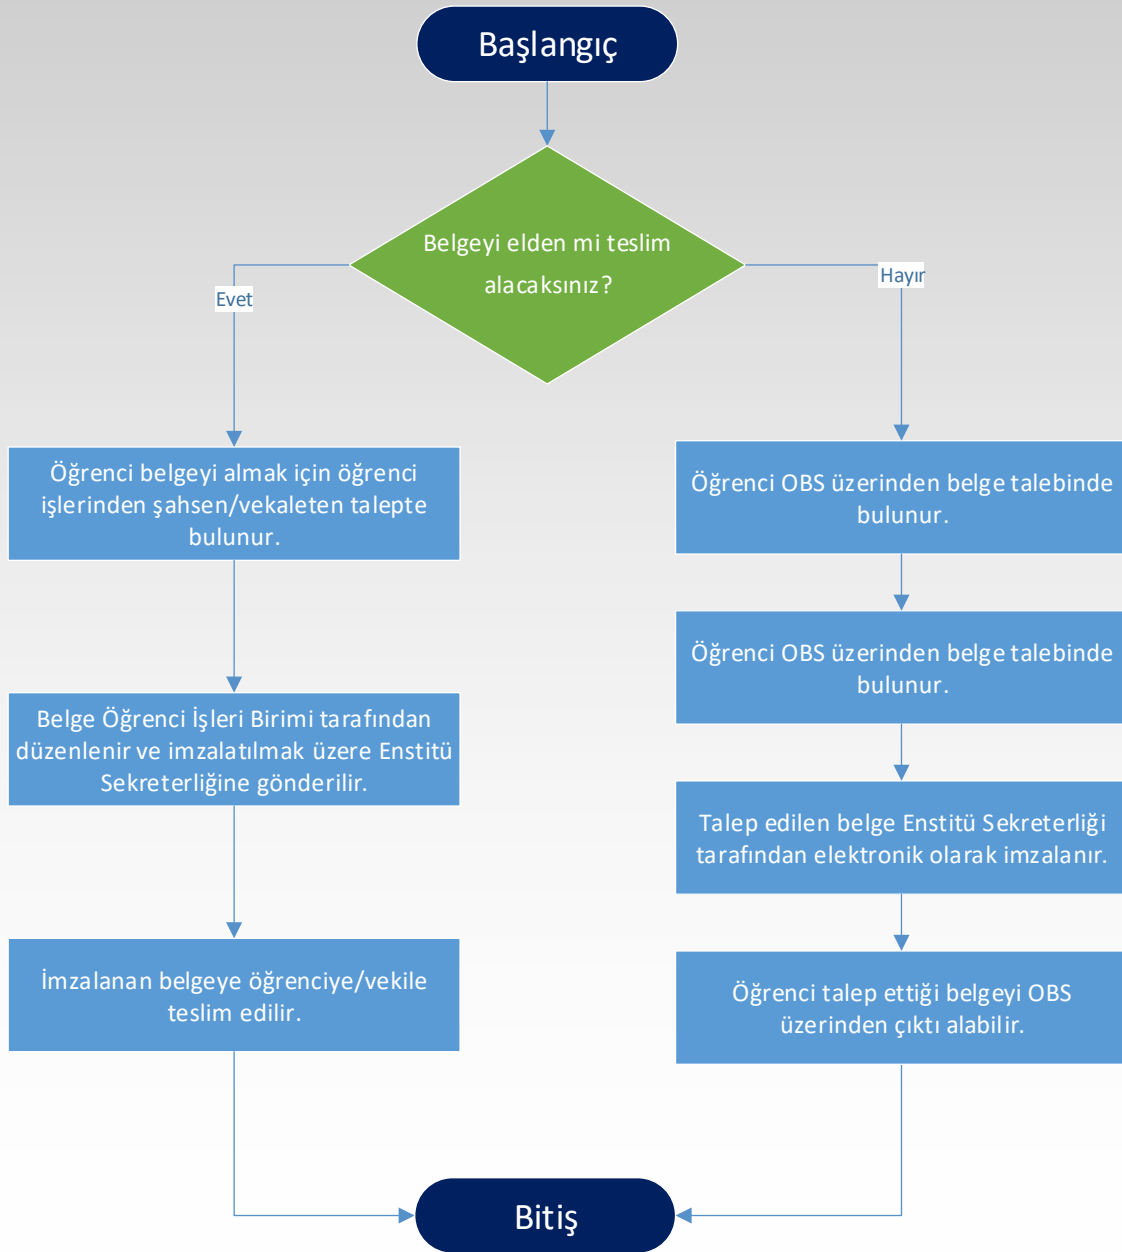 Başlangıç
Belgeyi elden mi teslim
alacaksınız?
Evet
Hayır
Öğrenci belgeyi almak için öğrenci
işlerinden şahsen/vekaleten talepte
bulunur.
Belge Öğrenci İşleri Birimi tarafından
düzenlenir ve imzalatılmak üzere Enstitü
Sekreterliğine gönderilir.
İmzalanan belgeye öğrenciye/vekile
teslim edilir.
Öğrenci OBS üzerinden belge talebinde
bulunur.
Öğrenci OBS üzerinden belge talebinde
bulunur.
Talep edilen belge Enstitü Sekreterliği
tarafından elektronik olarak imzalanır.
Öğrenci talep ettiği belgeyi OBS
üzerinden çıktı alabilir.
Bitiş